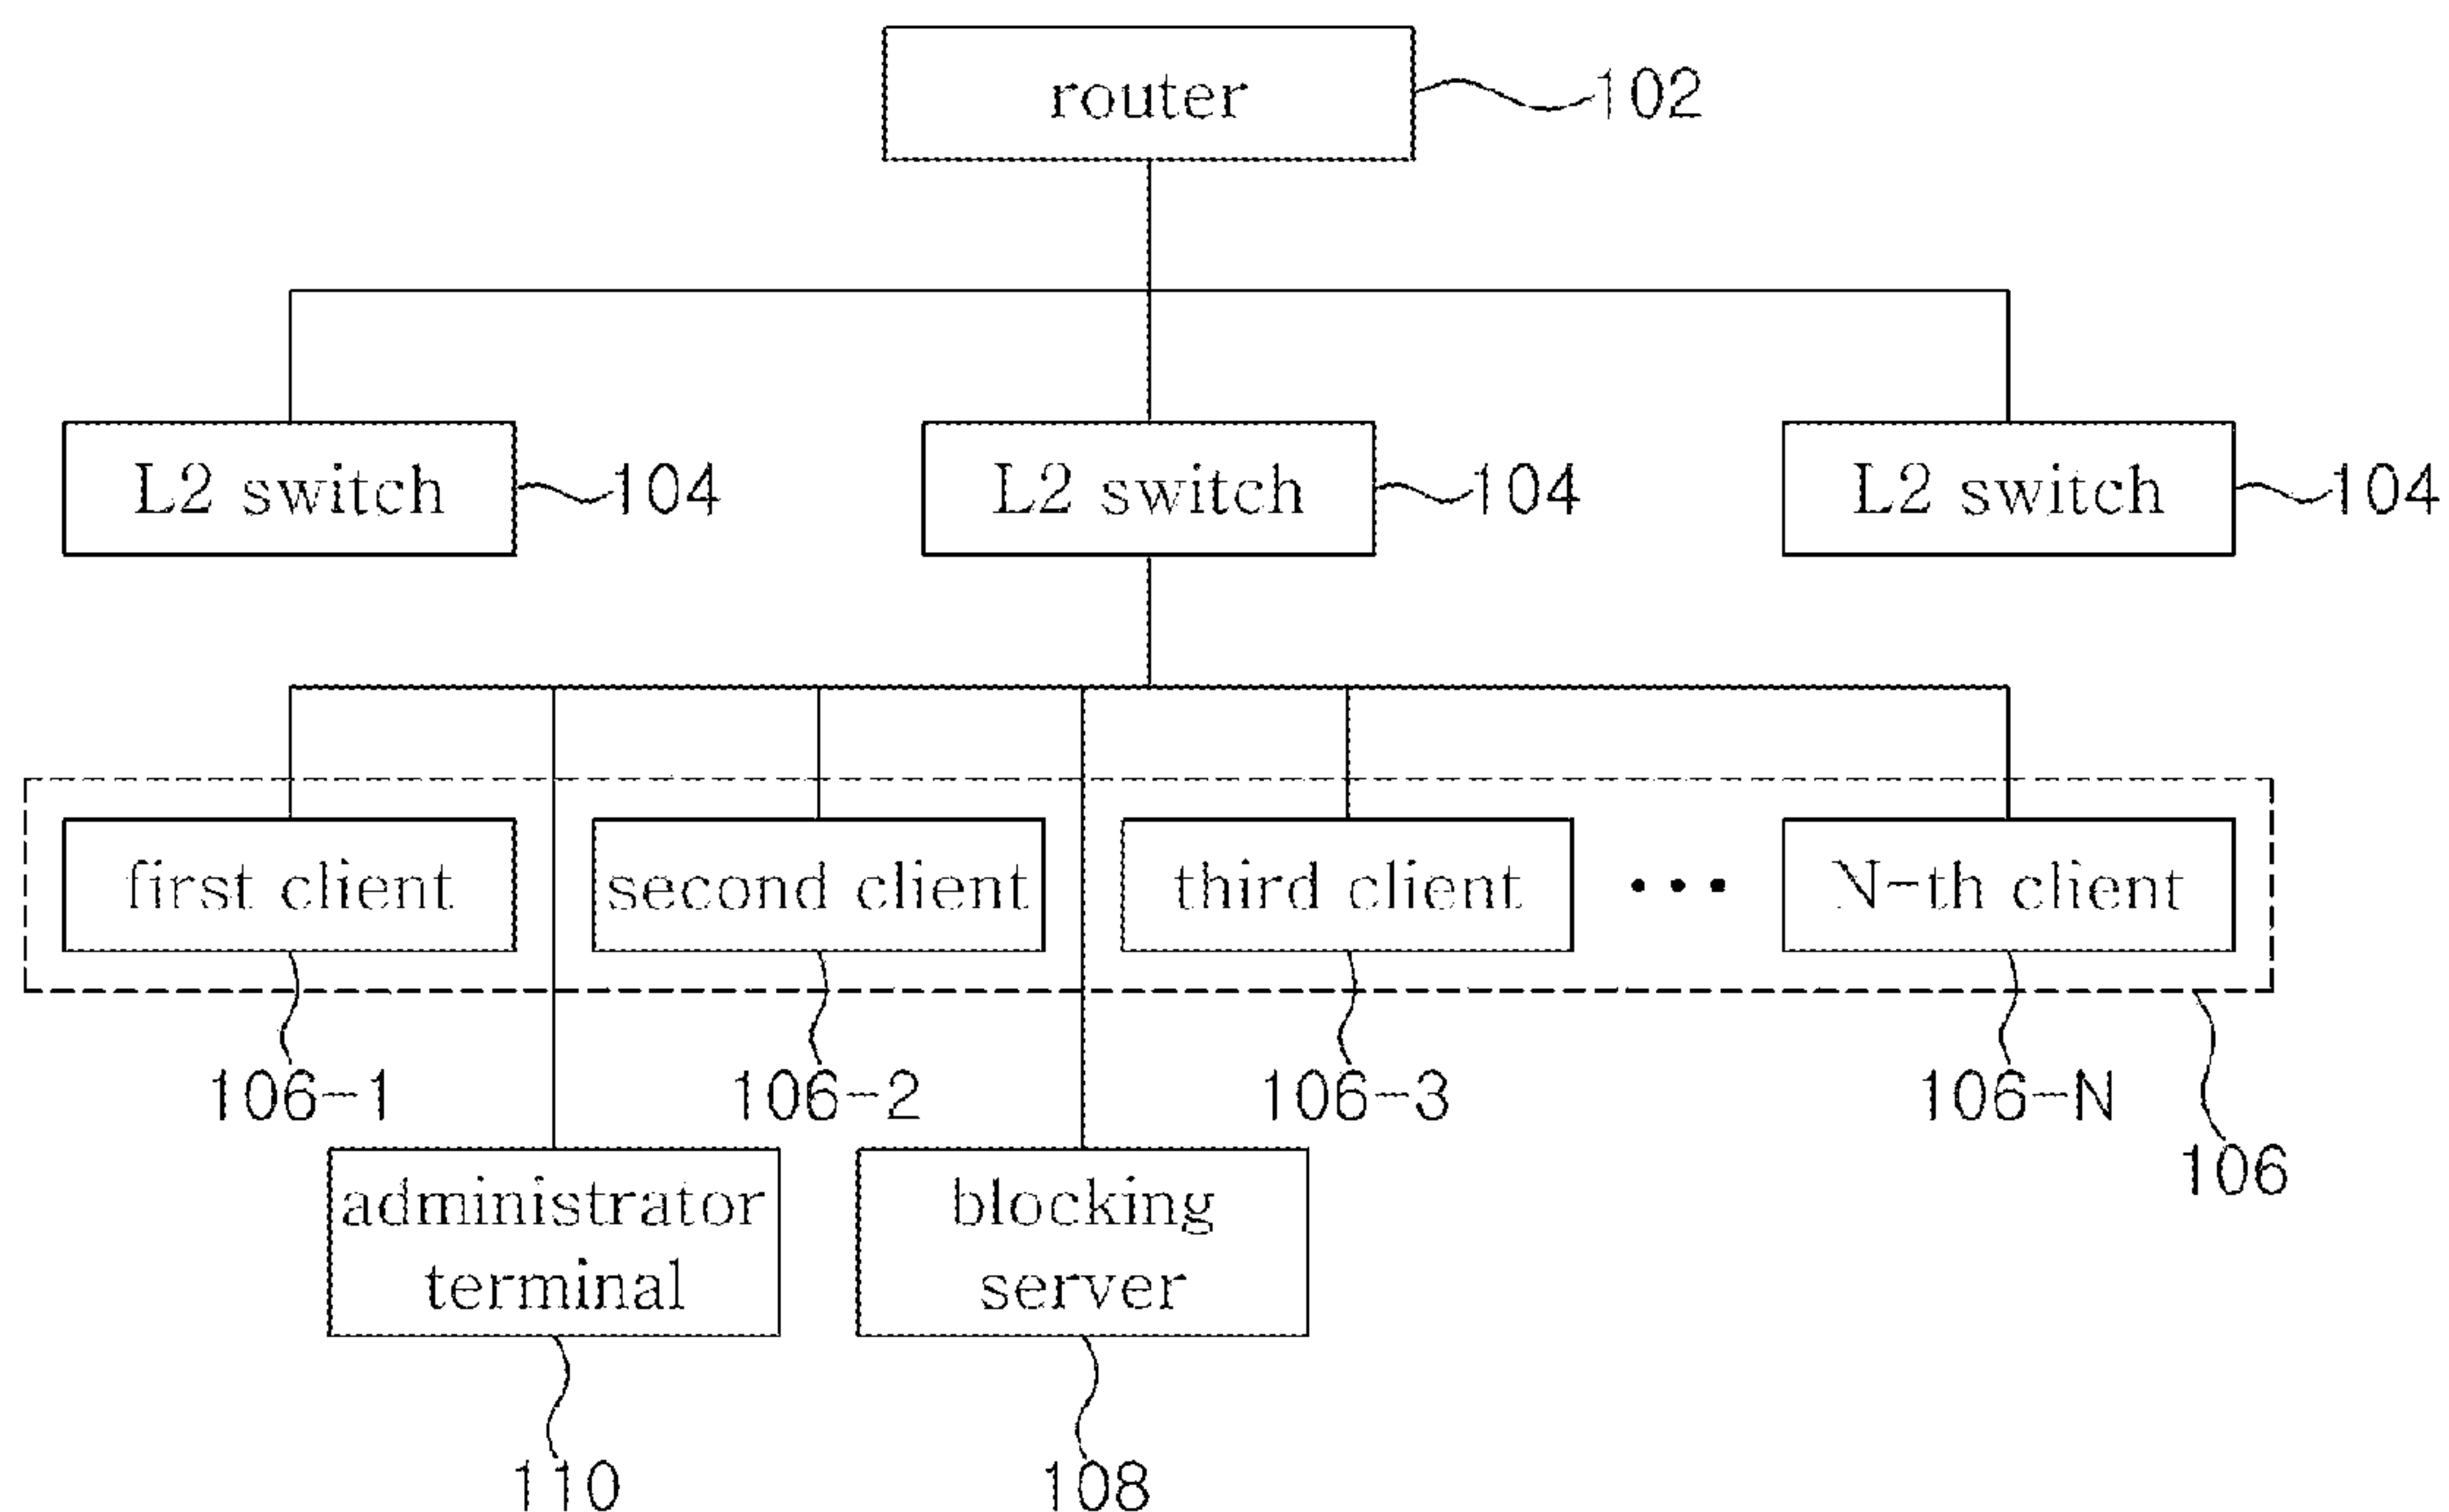 router
102
L2 switch
104
L2 switch
104
L2 switch
104
first client
second client
third client
• • •
N-th client
106-1
106-2
106-3
106-N
106
administrator
terminal
blocking
server
110
108